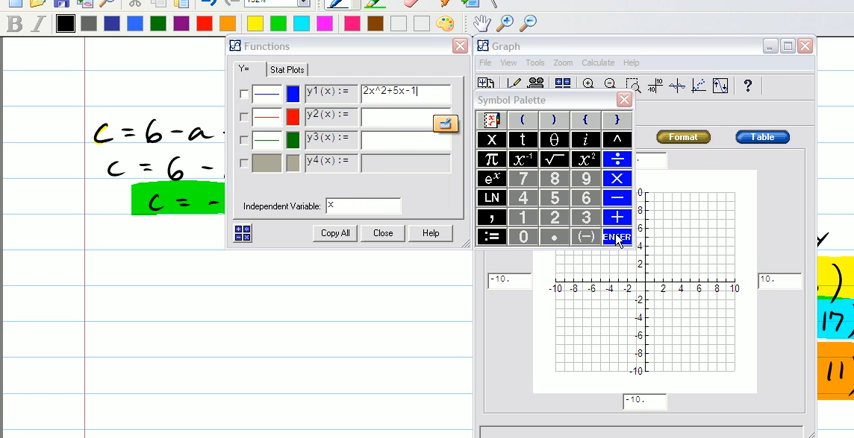 B I
c = 6 - a -
c = 6 -
c = -
Functions
Y=
Stat Plots
y1(x):=
2x^2+5x-1
y2(x):=
y3(x):=
y4(x):=
Independent Variable:
x
Copy All
Close
Help
Graph
File View Tools Zoom Calculate Help
?
Symbol Palette
( ) { }
x t θ i ^
π x⁻¹ √ x² ÷
eˣ 7 8 9 ×
LN 4 5 6 −
, 1 2 3 +
:= 0 . (−) ENTER
Format
Table
6
4
2
-10.
-10 -8 -6 -4 -2 2 4 6 8 10
10.
-2
-4
-6
-8
-10
-10.
)
17)
11)